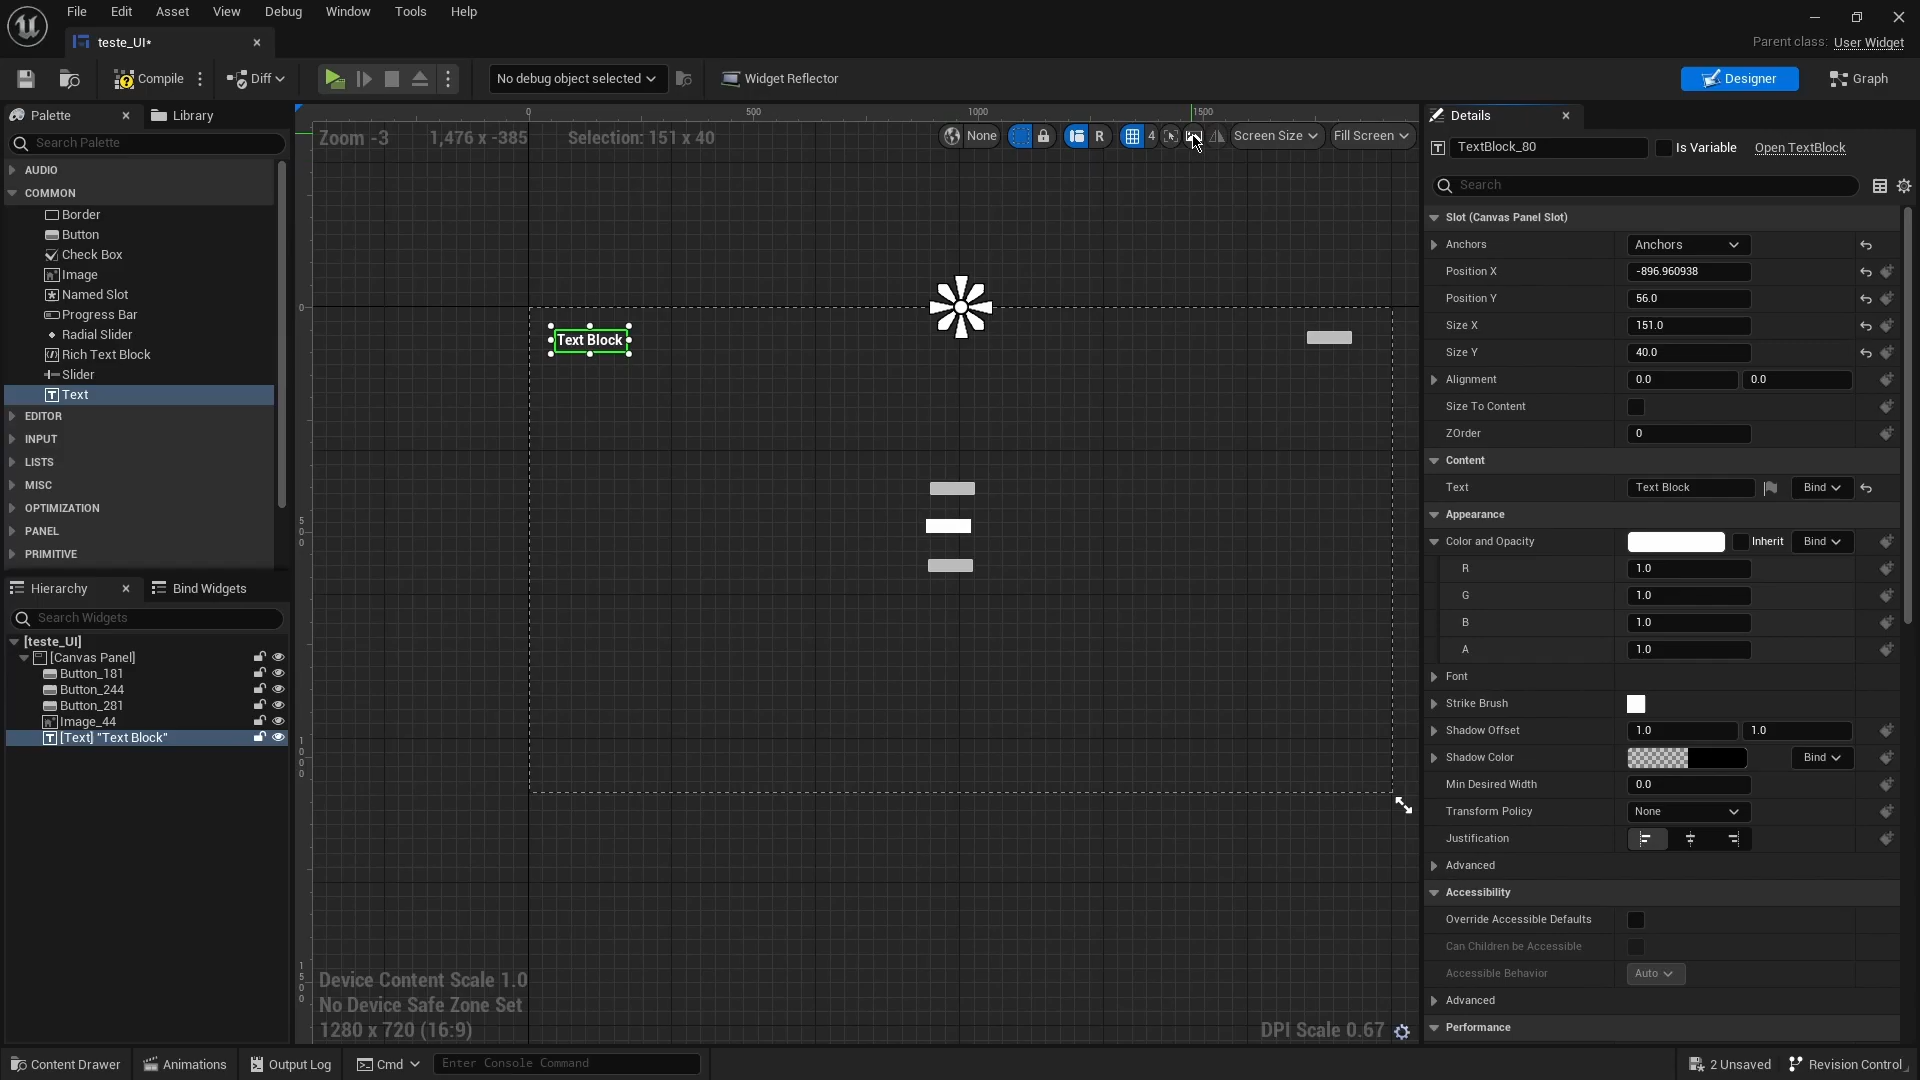 File Edit Asset View Debug Window Tools Help
teste_UI*
Parent class: User Widget
Compile Diff No debug object selected Widget Reflector Designer Graph
Palette Library
Search Palette
AUDIO
COMMON
Border
Button
Check Box
Image
Named Slot
Progress Bar
Radial Slider
Rich Text Block
Slider
Text
EDITOR
INPUT
LISTS
MISC
OPTIMIZATION
PANEL
PRIMITIVE
Hierarchy Bind Widgets
Search Widgets
[teste_UI]
[Canvas Panel]
Button_181
Button_244
Button_281
Image_44
[Text] "Text Block"
0 500 1000 1500
Zoom -3 1,476 x -385 Selection: 151 x 40
None R 4 Screen Size Fill Screen
0
500
1000
1500
Text Block
Device Content Scale 1.0
No Device Safe Zone Set
1280 x 720 (16:9)
DPI Scale 0.67
Details
TextBlock_80 Is Variable Open TextBlock
Search
Slot (Canvas Panel Slot)
Anchors Anchors
Position X -896.960938
Position Y 56.0
Size X 151.0
Size Y 40.0
Alignment 0.0 0.0
Size To Content
ZOrder 0
Content
Text Text Block Bind
Appearance
Color and Opacity Inherit Bind
R 1.0
G 1.0
B 1.0
A 1.0
Font
Strike Brush
Shadow Offset 1.0 1.0
Shadow Color Bind
Min Desired Width 0.0
Transform Policy None
Justification
Advanced
Accessibility
Override Accessible Defaults
Can Children be Accessible
Accessible Behavior Auto
Advanced
Performance
Content Drawer Animations Output Log Cmd Enter Console Command 2 Unsaved Revision Control